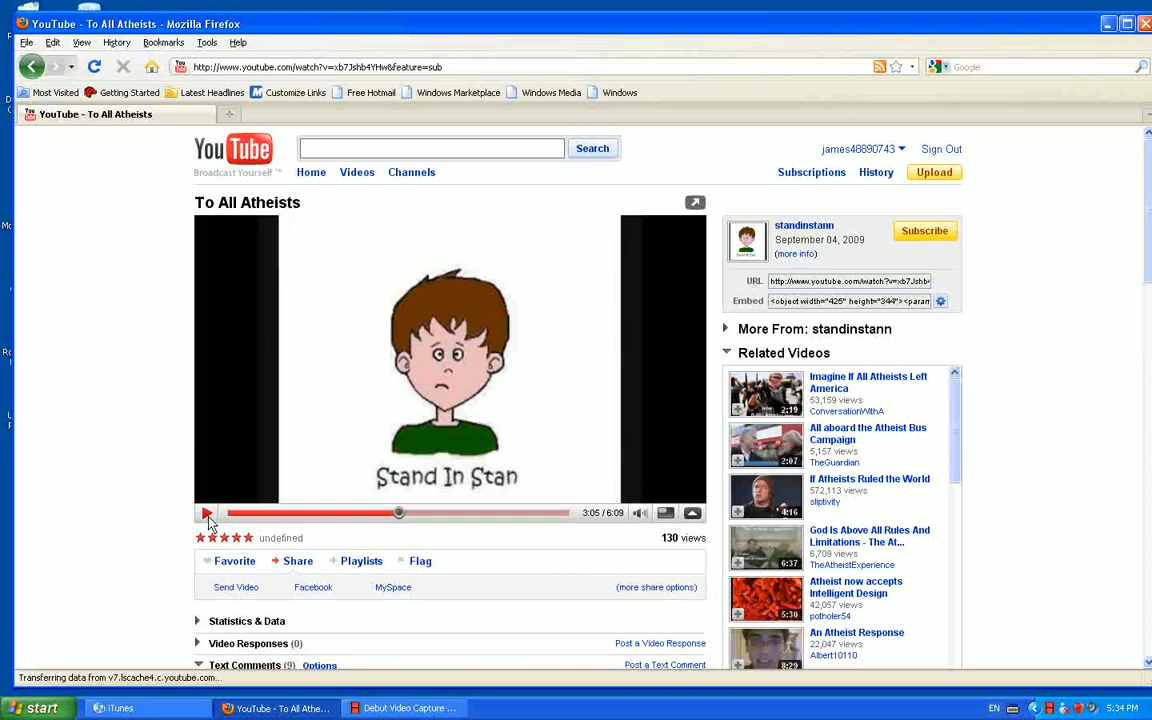 YouTube - To All Atheists - Mozilla Firefox
File Edit View History Bookmarks Tools Help
http://www.youtube.com/watch?v=xb7Jshb4YHw&feature=sub
Google
Most Visited Getting Started Latest Headlines Customize Links Free Hotmail Windows Marketplace Windows Media Windows
YouTube - To All Atheists
YouTube
Broadcast Yourself ™
Search
james48890743 Sign Out
Home Videos Channels
Subscriptions History Upload
To All Atheists
standinstann
September 04, 2009
(more info)
Subscribe
URL http://www.youtube.com/watch?v=xb7Jshb4
Embed <object width="425" height="344"><param
More From: standinstann
Related Videos
Imagine If All Atheists Left
America
53,159 views
ConversationWthA
2:19
All aboard the Atheist Bus
Campaign
5,157 views
TheGuardian
2:07
If Atheists Ruled the World
572,113 views
sliptivity
4:16
God Is Above All Rules And
Limitations - The At...
6,709 views
TheAtheistExperience
6:37
Atheist now accepts
Intelligent Design
42,057 views
potholer54
5:30
An Atheist Response
22,047 views
Albert10110
8:29
Stand In Stan
3:05 / 6:09
undefined
130 views
Favorite Share Playlists Flag
Send Video Facebook MySpace (more share options)
Statistics & Data
Video Responses (0) Post a Video Response
Text Comments (9) Options Post a Text Comment
Transferring data from v7.lscache4.c.youtube.com...
start iTunes YouTube - To All Athe... Debut Video Capture ... EN 5:34 PM